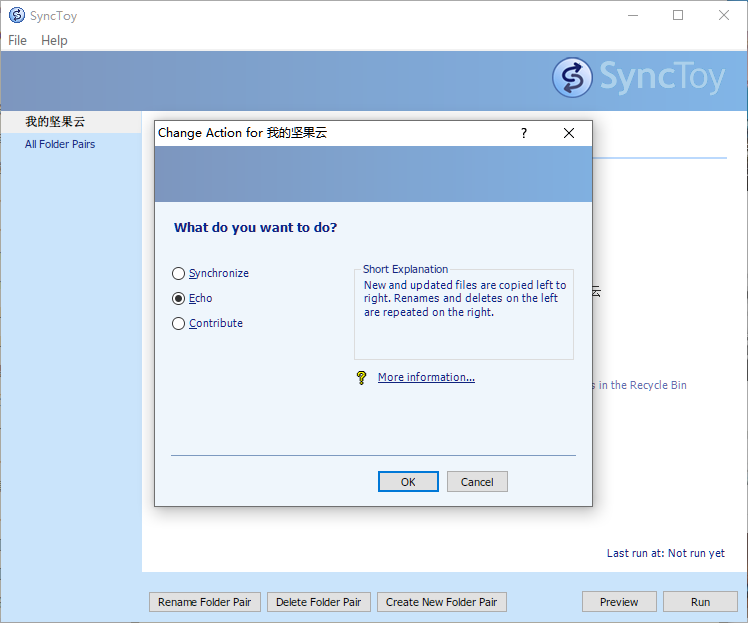 SyncToy
File Help
SyncToy
我的坚果云
All Folder Pairs
Change Action for 我的坚果云
?
What do you want to do?
Synchronize
Echo
Contribute
Short Explanation
New and updated files are copied left to
right. Renames and deletes on the left
are repeated on the right.
? More information...
云
s in the Recycle Bin
OK Cancel
Last run at: Not run yet
Rename Folder Pair Delete Folder Pair Create New Folder Pair Preview Run